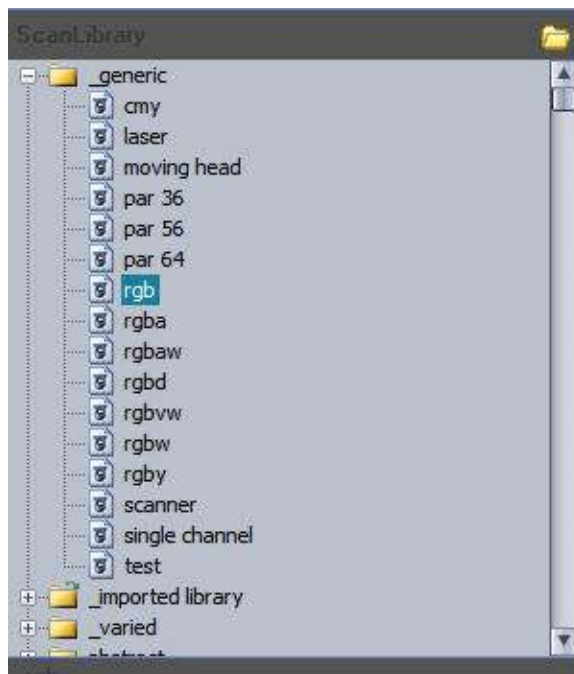 ScanLibrary
_generic
cmy
laser
moving head
par 36
par 56
par 64
rgb
rgba
rgbaw
rgbd
rgbvw
rgbw
rgby
scanner
single channel
test
_imported library
_varied